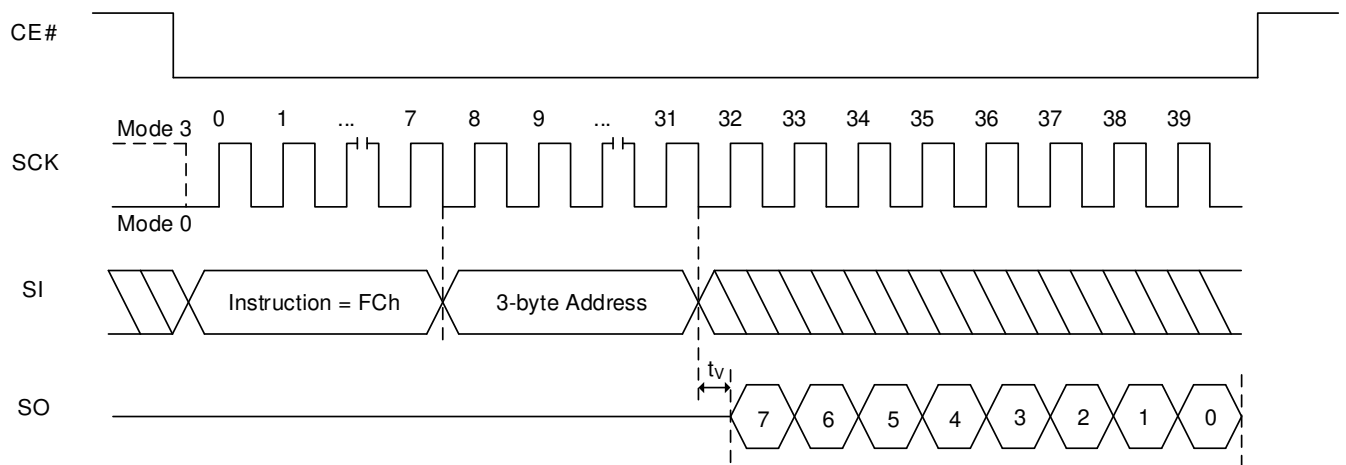 CE#
Mode 3 0 1 ... 7 8 9 ... 31 32 33 34 35 36 37 38 39
SCK
Mode 0
SI Instruction = FCh 3-byte Address
tV
SO 7 6 5 4 3 2 1 0